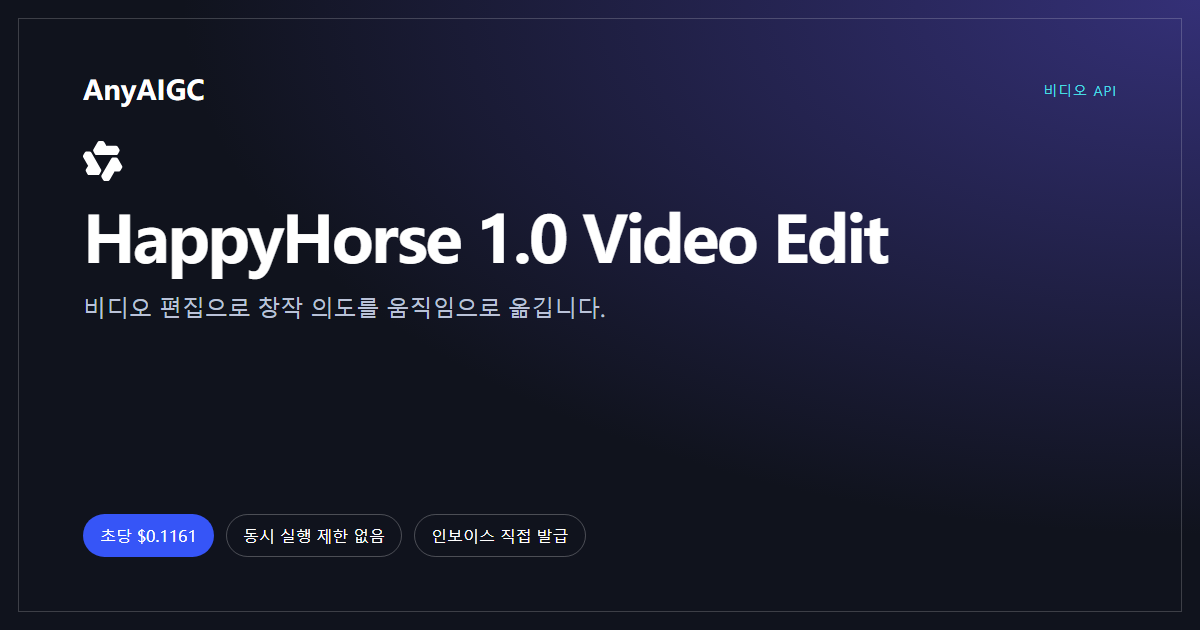 AnyAIGC
비디오 API
HappyHorse 1.0 Video Edit
비디오 편집으로 창작 의도를 움직임으로 옮깁니다.
초당 $0.1161
동시 실행 제한 없음
인보이스 직접 발급